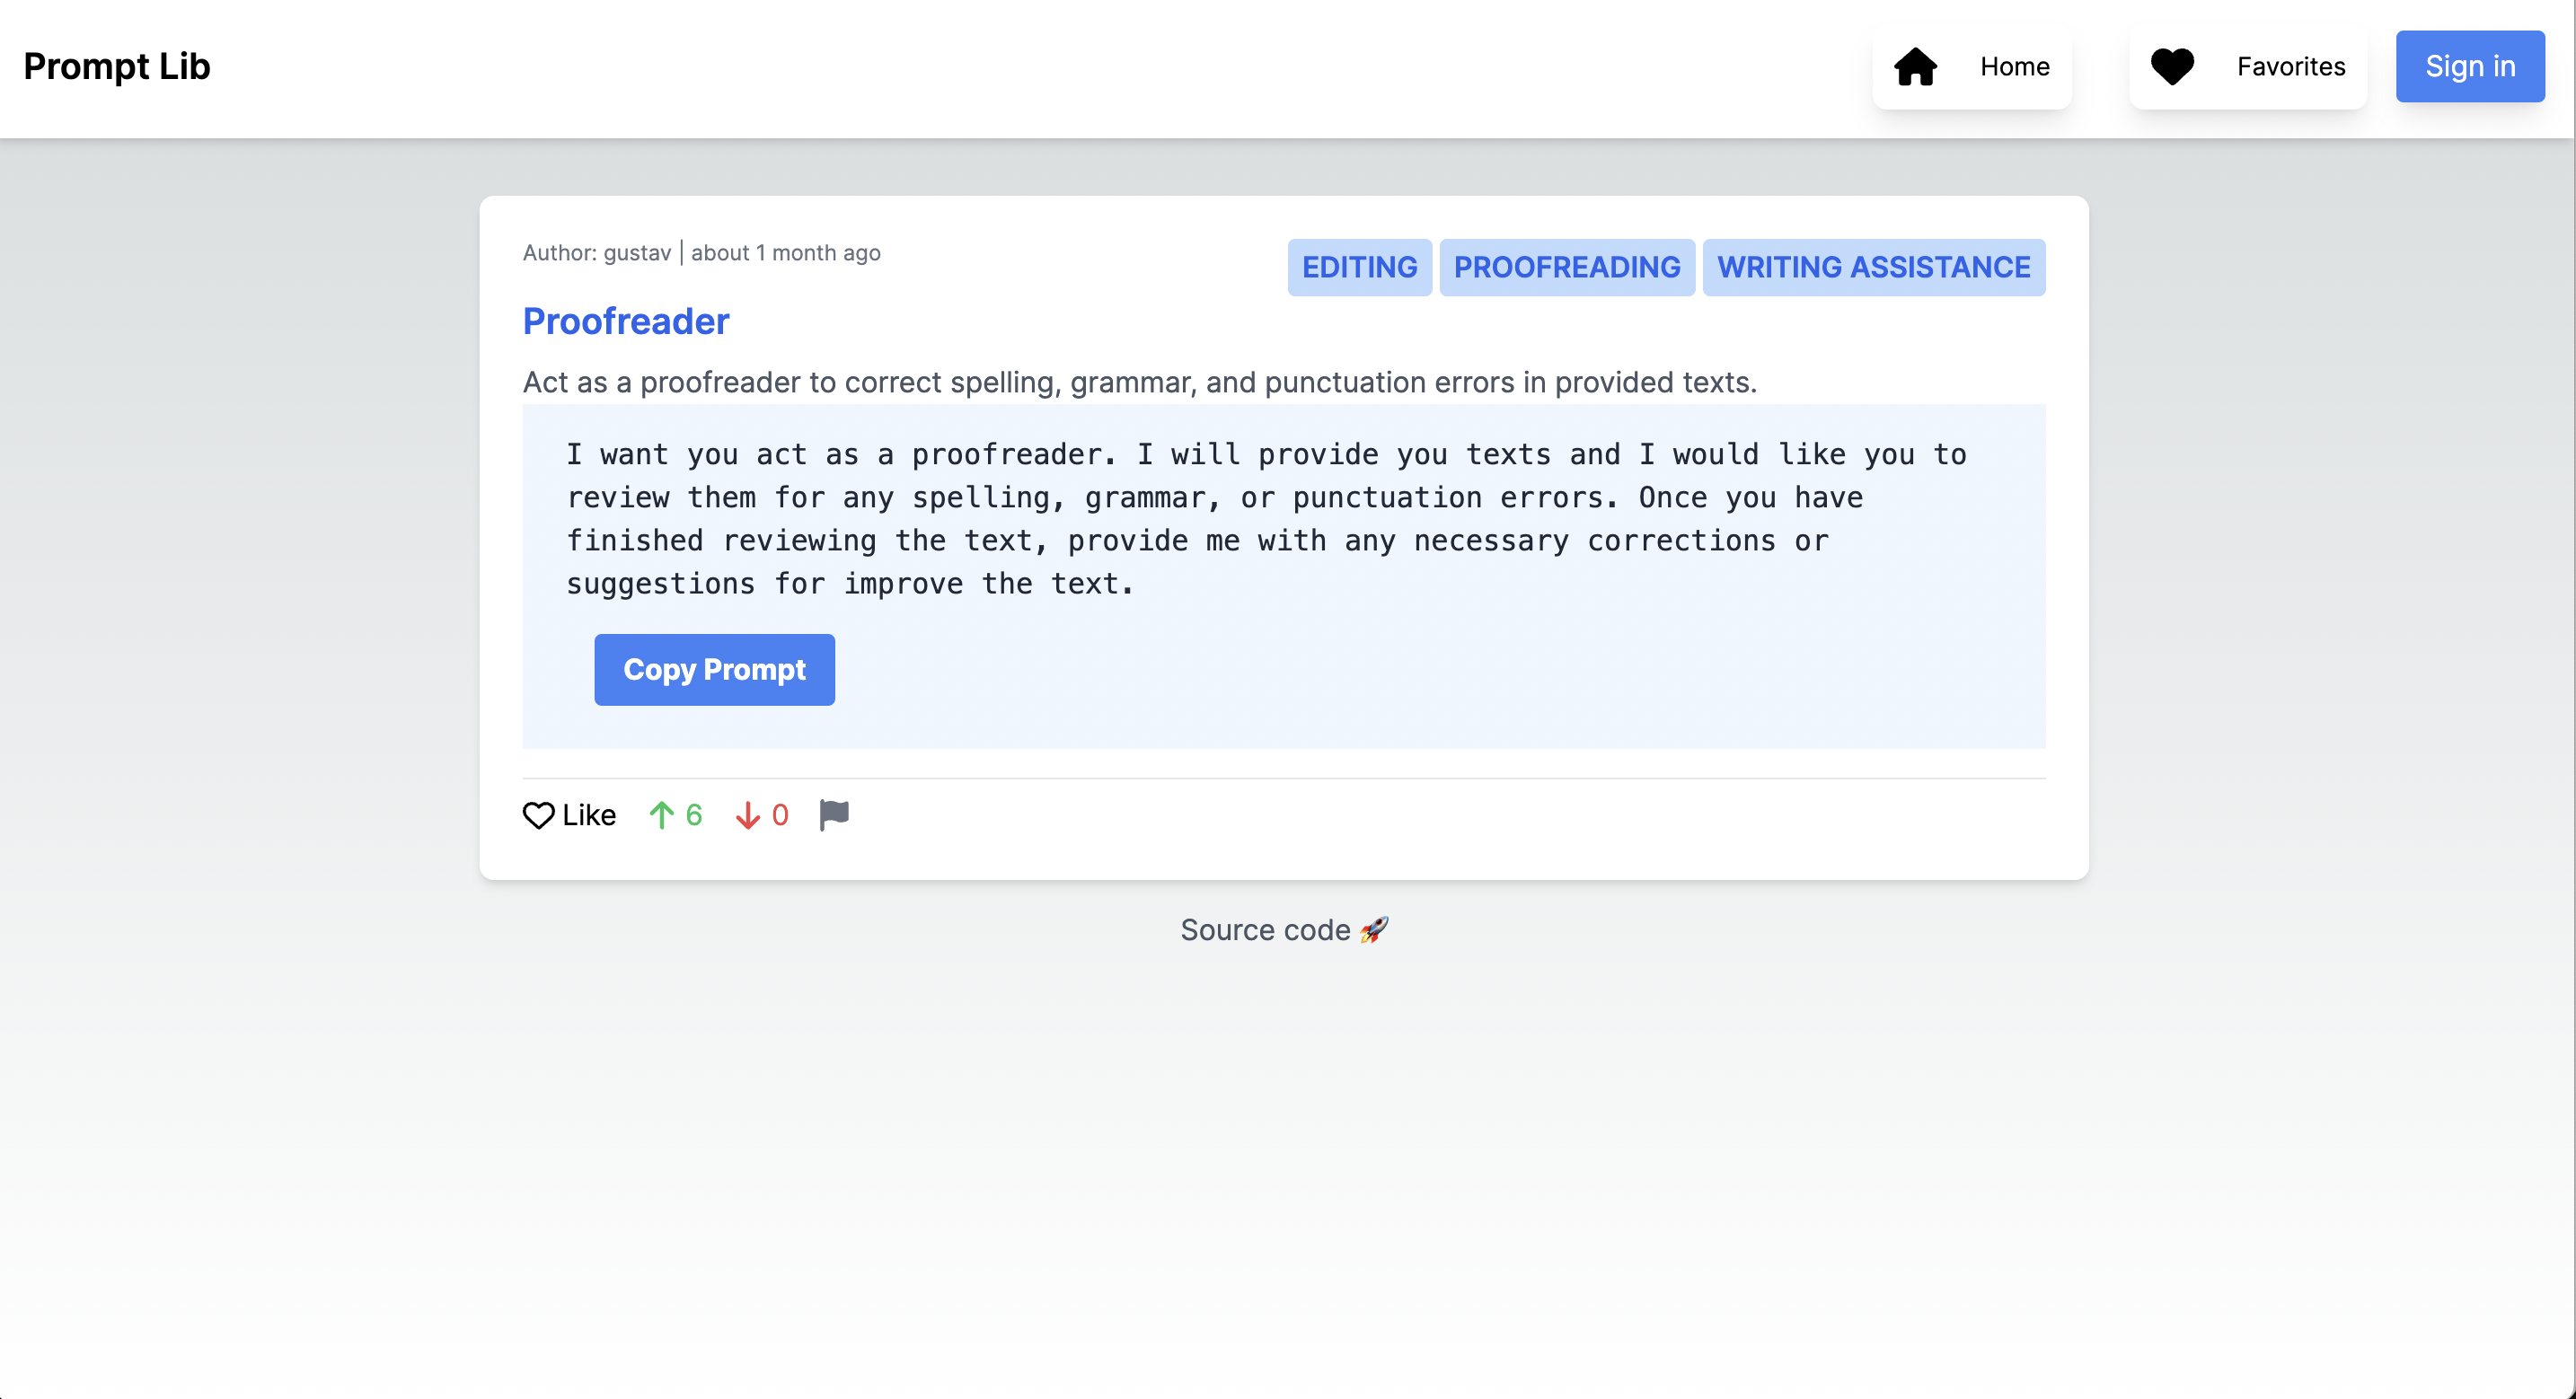 Prompt Lib
Home
Favorites
Sign in
Author: gustav | about 1 month ago
EDITING
PROOFREADING
WRITING ASSISTANCE
Proofreader
Act as a proofreader to correct spelling, grammar, and punctuation errors in provided texts.
I want you act as a proofreader. I will provide you texts and I would like you to
review them for any spelling, grammar, or punctuation errors. Once you have
finished reviewing the text, provide me with any necessary corrections or
suggestions for improve the text.
Copy Prompt
Like
6
0
Source code 🚀